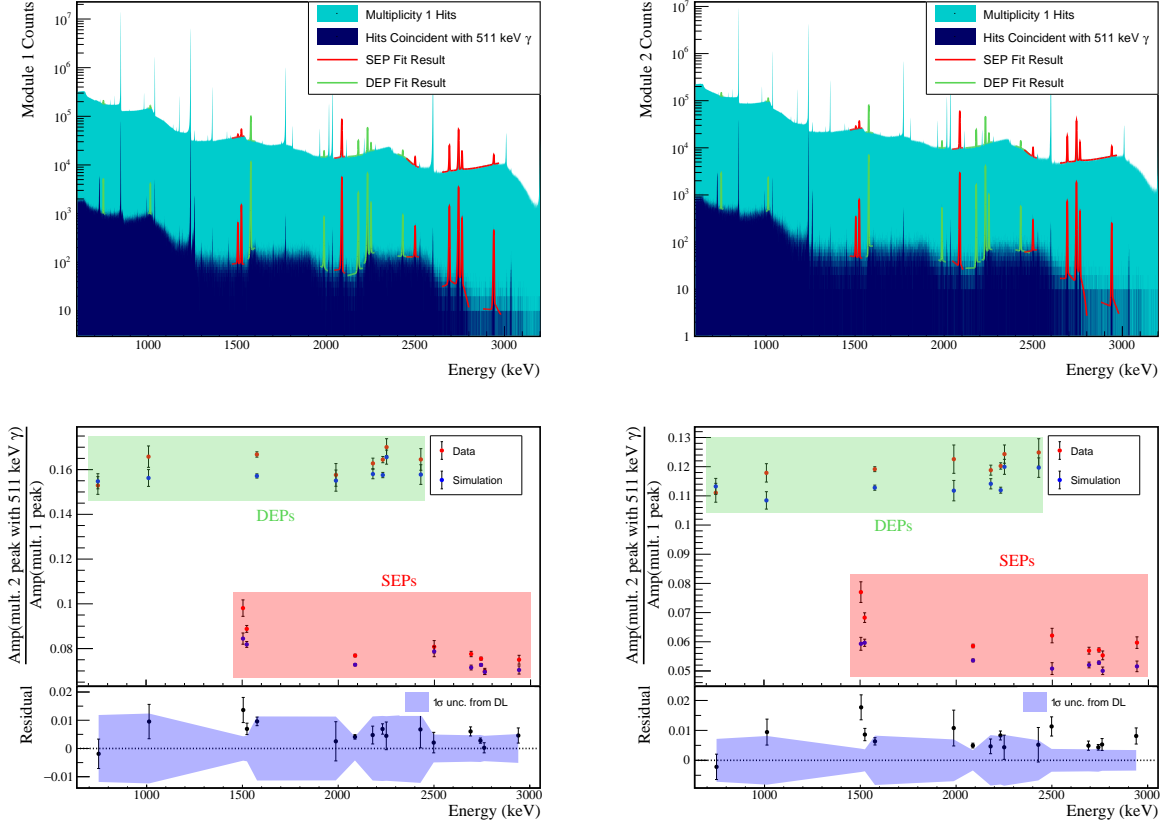 Module 1 Counts
10⁷
10⁶
10⁵
10⁴
10³
10²
10
1000 1500 2000 2500 3000
Energy (keV)
Multiplicity 1 Hits
Hits Coincident with 511 keV γ
SEP Fit Result
DEP Fit Result
Module 2 Counts
10⁷
10⁶
10⁵
10⁴
10³
10²
10
1
1000 1500 2000 2500 3000
Energy (keV)
Multiplicity 1 Hits
Hits Coincident with 511 keV γ
SEP Fit Result
DEP Fit Result
Amp(mult. 2 peak with 511 keV γ)
Amp(mult. 1 peak)
0.16
0.14
0.12
0.1
0.08
Data
Simulation
DEPs
SEPs
Residual
0.02
0.01
0
−0.01
1σ unc. from DL
1000 1500 2000 2500 3000
Energy (keV)
Amp(mult. 2 peak with 511 keV γ)
Amp(mult. 1 peak)
0.13
0.12
0.11
0.1
0.09
0.08
0.07
0.06
0.05
Data
Simulation
DEPs
SEPs
Residual
0.02
0.01
0
1σ unc. from DL
1000 1500 2000 2500 3000
Energy (keV)